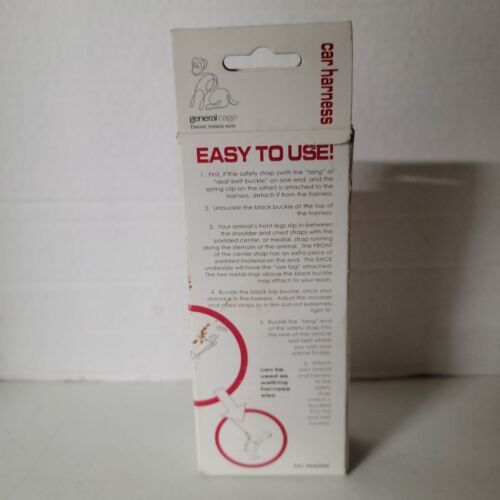 car harness
general cage
Elwood, Indiana
EASY TO USE!
1. First, if the safety strap (with the "tang" or
"seat-belt buckle" on one end, and the
spring clip on the other) is attached to the
harness, detach it from the harness.
2. Unbuckle the black buckle at the top of
the harness.
3. Your animal's front legs slip in-between
the shoulder and chest straps with the
padded center, or medial, strap running
along the sternum of the animal. The FRONT
of the center strap has an extra piece of
padded material on the end. The BACK
underside will have the "size tag" attached.
The two metal rings above the black buckle
may attach to your leash.
4. Buckle the black top buckle, once your
animal is in the harness. Adjust the shoulder
and chest straps to a firm but not extremely
tight fit.
5. Buckle the "tang" end
of the safety strap into
the rear of the vehicle
seat belt where
you wish your
animal to ride.
can be
used as
walking
harness
also
6. Attach
your animal
and harness
to the
safety
strap
buckled
into the
seat belt
buckle.
PAT. PENDING